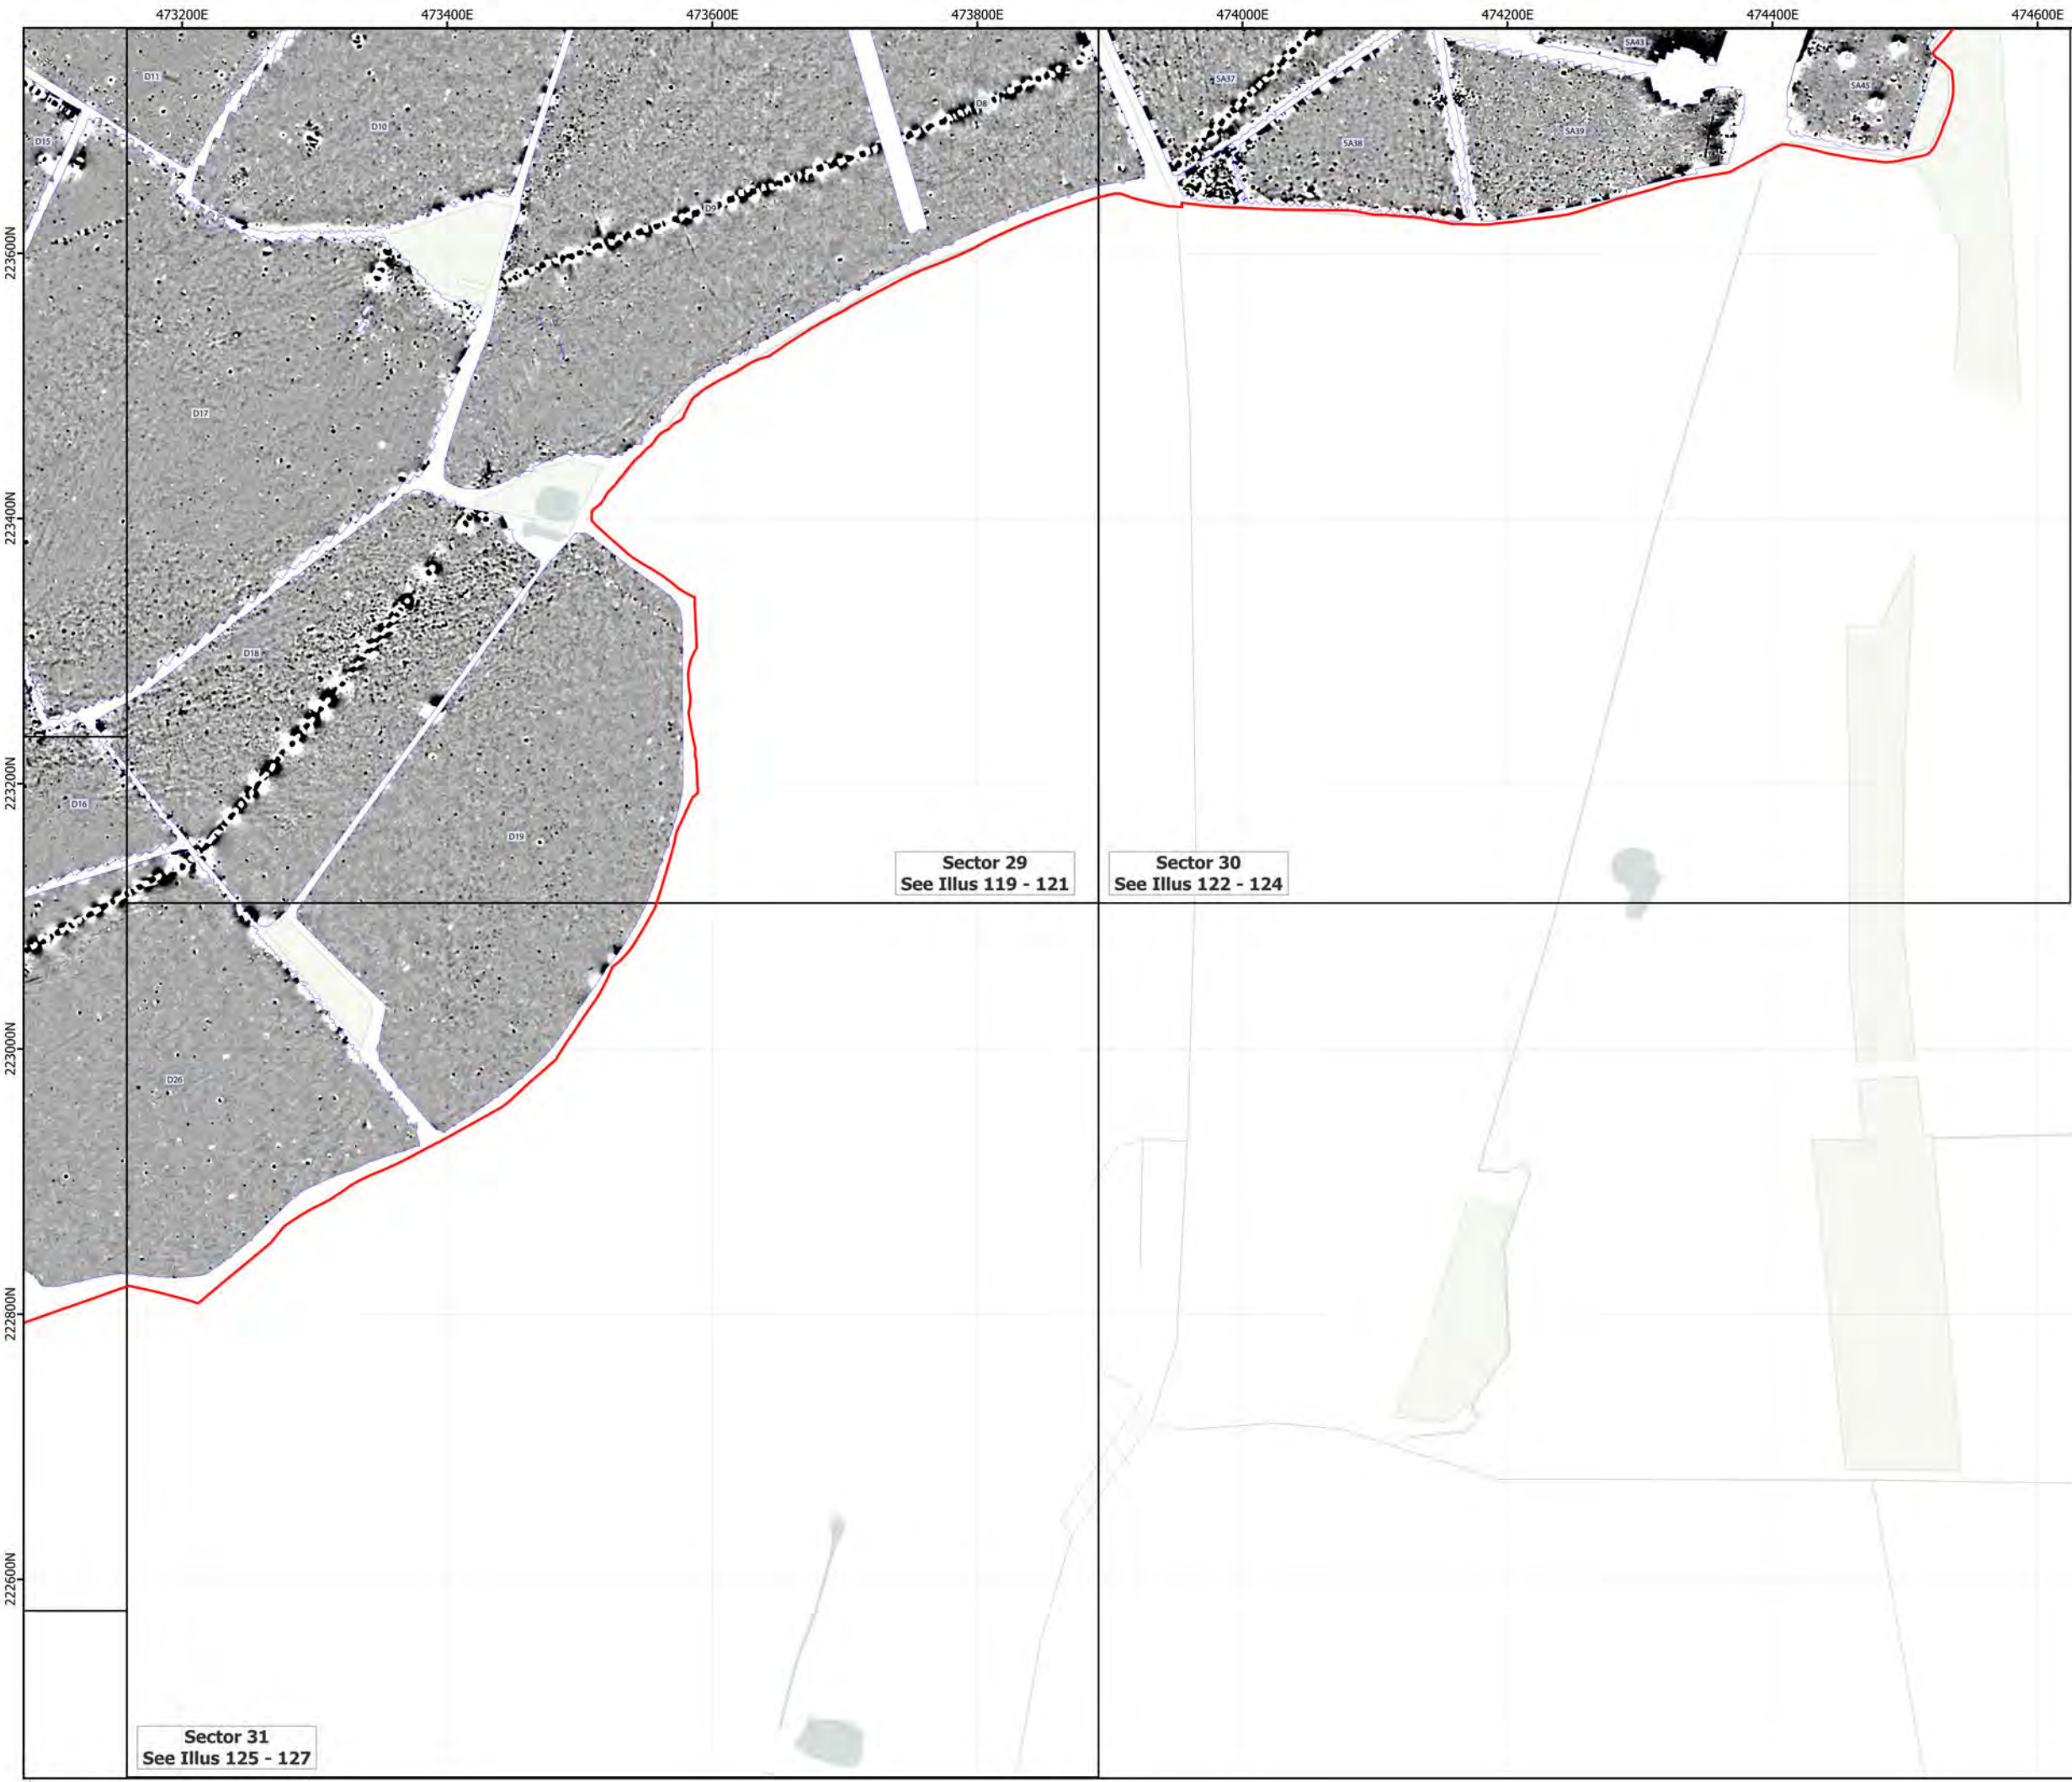 473200E 473400E 473600E 473800E 474000E 474200E 474400E 474600E
D11
D15
D10
D8
D9
SA37
SA38
SA39
SA43
SA45
223600N
D17
223400N
D18
223200N
D16
D19
Sector 29
See Illus 119 - 121
Sector 30
See Illus 122 - 124
223000N
D26
222800N
222600N
Sector 31
See Illus 125 - 127